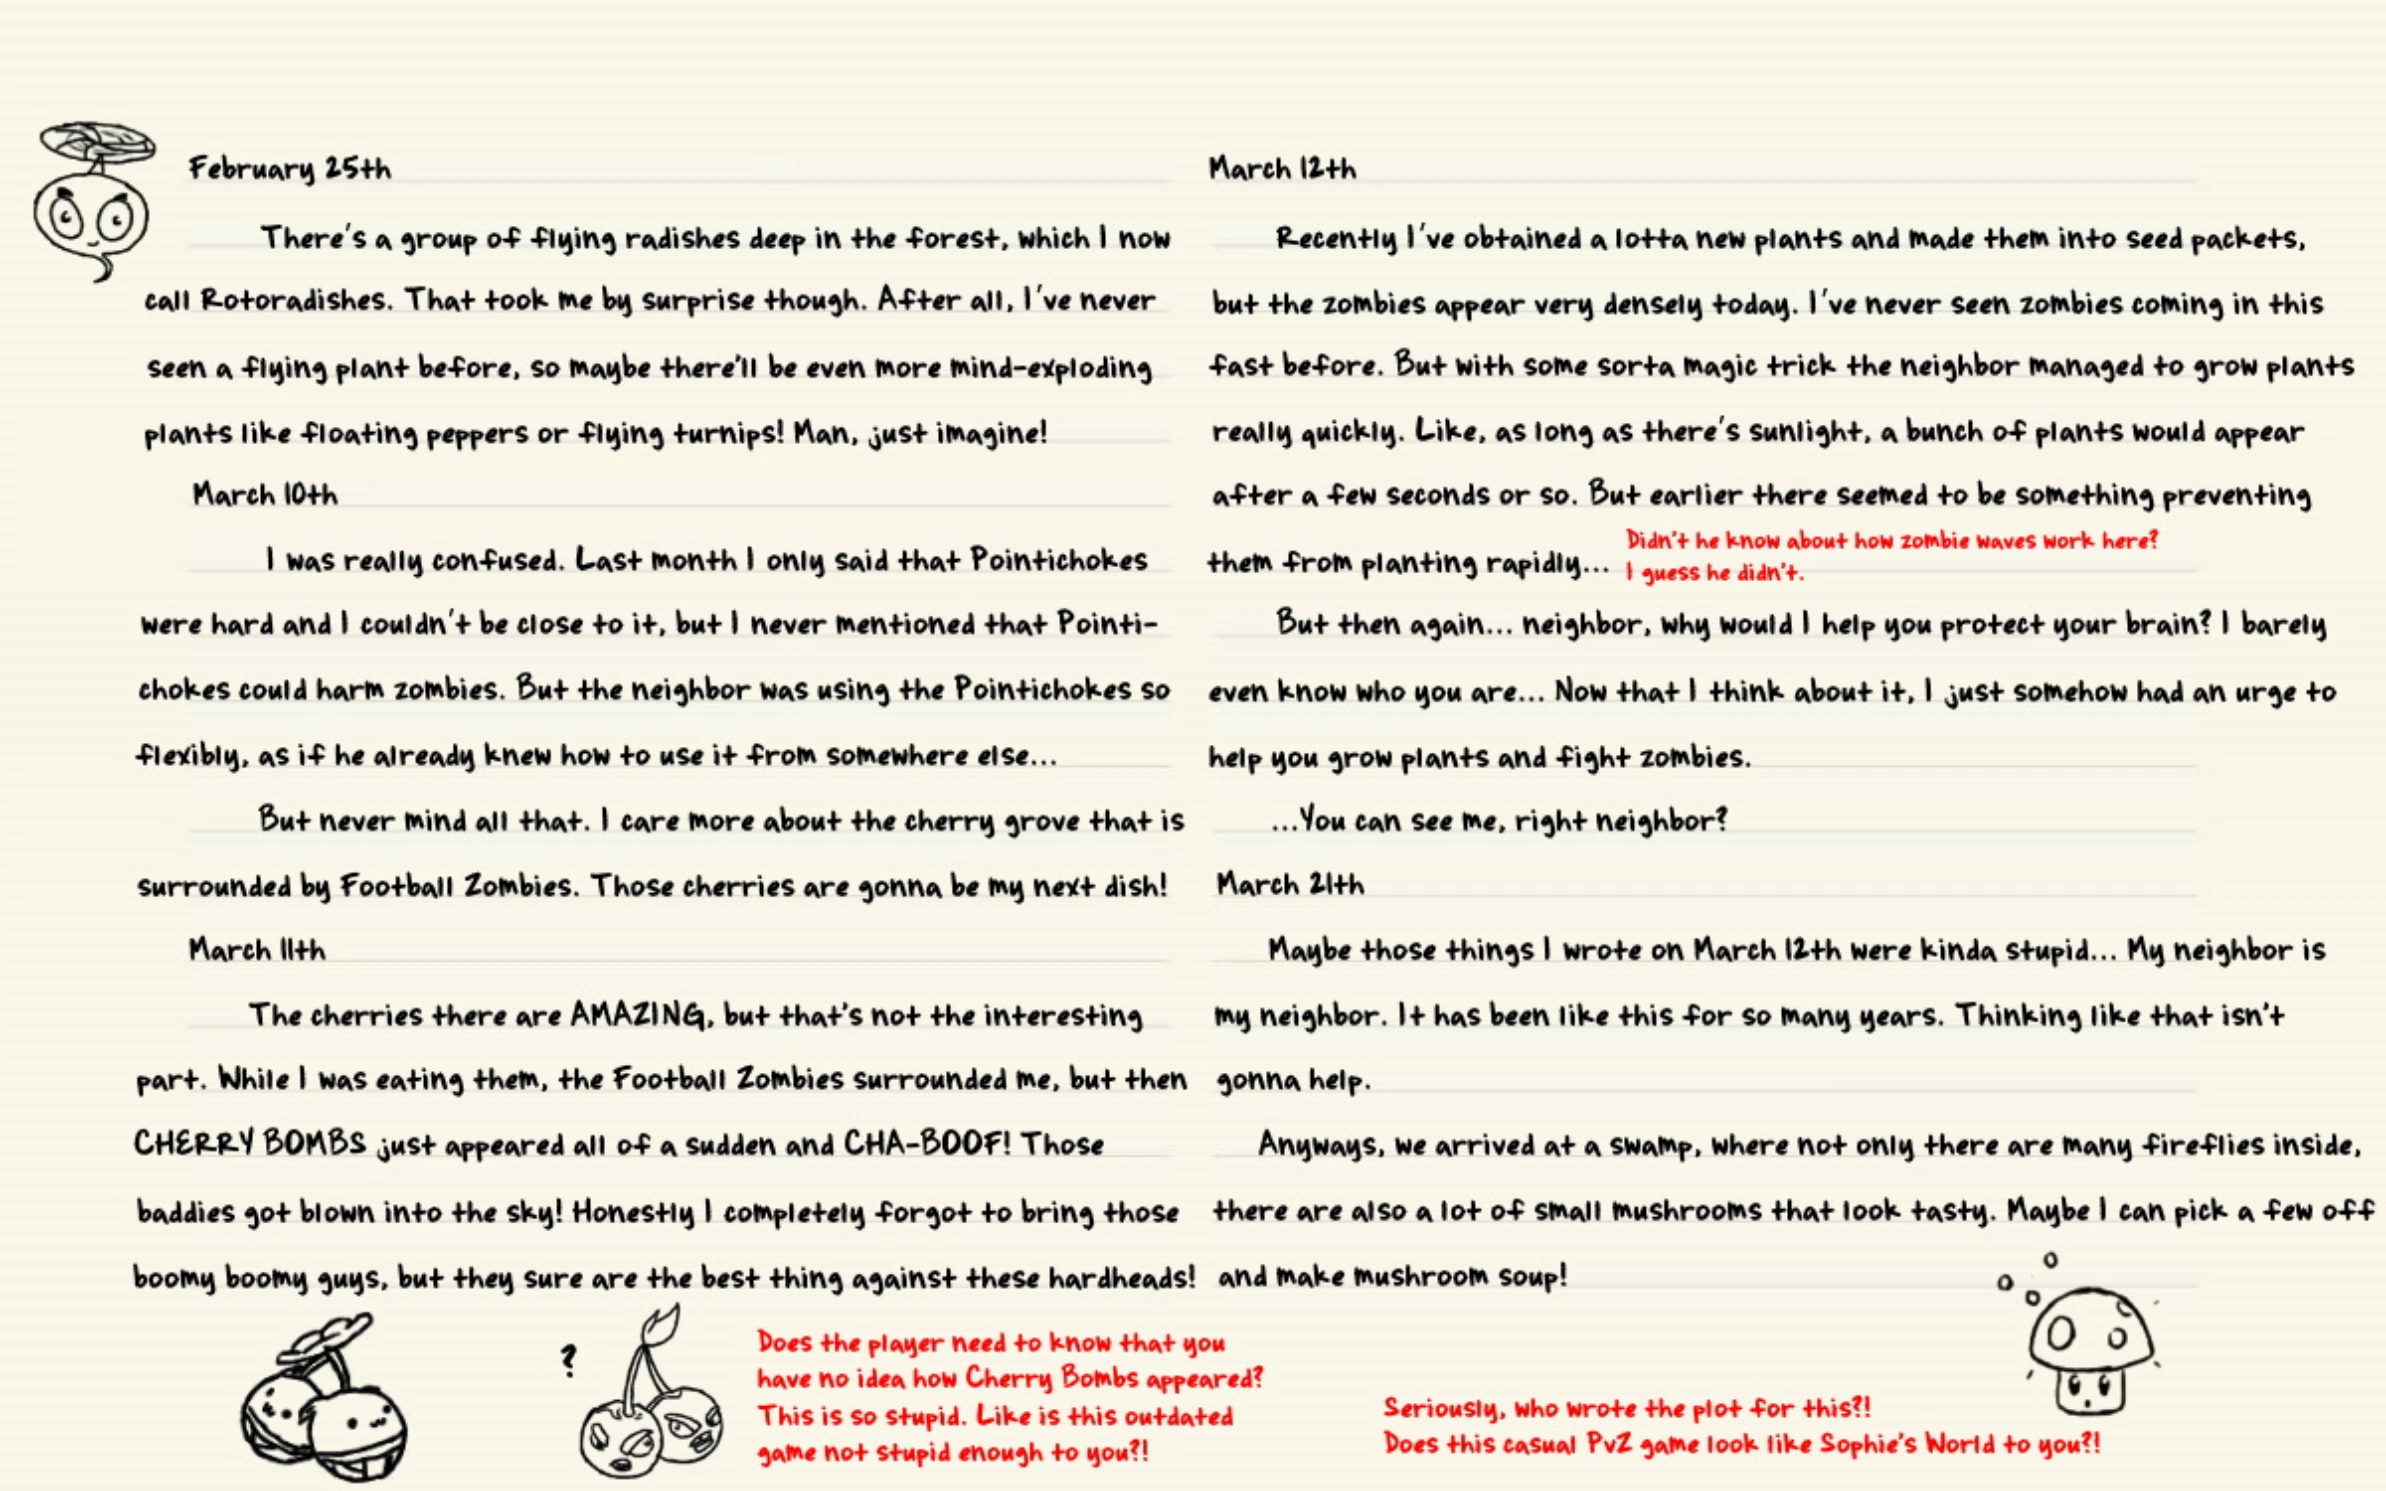 February 25th
There's a group of flying radishes deep in the forest, which I now
call Rotoradishes. That took me by surprise though. After all, I've never
seen a flying plant before, so maybe there'll be even more mind-exploding
plants like floating peppers or flying turnips! Man, just imagine!
March 10th
I was really confused. Last month I only said that Pointichokes
were hard and I couldn't be close to it, but I never mentioned that Pointi-
chokes could harm zombies. But the neighbor was using the Pointichokes so
flexibly, as if he already knew how to use it from somewhere else...
But never mind all that. I care more about the cherry grove that is
surrounded by Football Zombies. Those cherries are gonna be my next dish!
March 11th
The cherries there are AMAZING, but that's not the interesting
part. While I was eating them, the Football Zombies surrounded me, but then
CHERRY BOMBS just appeared all of a sudden and CHA-BOOF! Those
baddies got blown into the sky! Honestly I completely forgot to bring those
boomy boomy guys, but they sure are the best thing against these hardheads!
?
Does the player need to know that you
have no idea how Cherry Bombs appeared?
This is so stupid. Like is this outdated
game not stupid enough to you?!
March 12th
Recently I've obtained a lotta new plants and made them into seed packets,
but the zombies appear very densely today. I've never seen zombies coming in this
fast before. But with some sorta magic trick the neighbor managed to grow plants
really quickly. Like, as long as there's sunlight, a bunch of plants would appear
after a few seconds or so. But earlier there seemed to be something preventing
them from planting rapidly...
Didn't he know about how zombie waves work here?
I guess he didn't.
But then again... neighbor, why would I help you protect your brain? I barely
even know who you are... Now that I think about it, I just somehow had an urge to
help you grow plants and fight zombies.
...You can see me, right neighbor?
March 21th
Maybe those things I wrote on March 12th were kinda stupid... My neighbor is
my neighbor. It has been like this for so many years. Thinking like that isn't
gonna help.
Anyways, we arrived at a swamp, where not only there are many fireflies inside,
there are also a lot of small mushrooms that look tasty. Maybe I can pick a few off
and make mushroom soup!
Seriously, who wrote the plot for this?!
Does this casual PvZ game look like Sophie's World to you?!